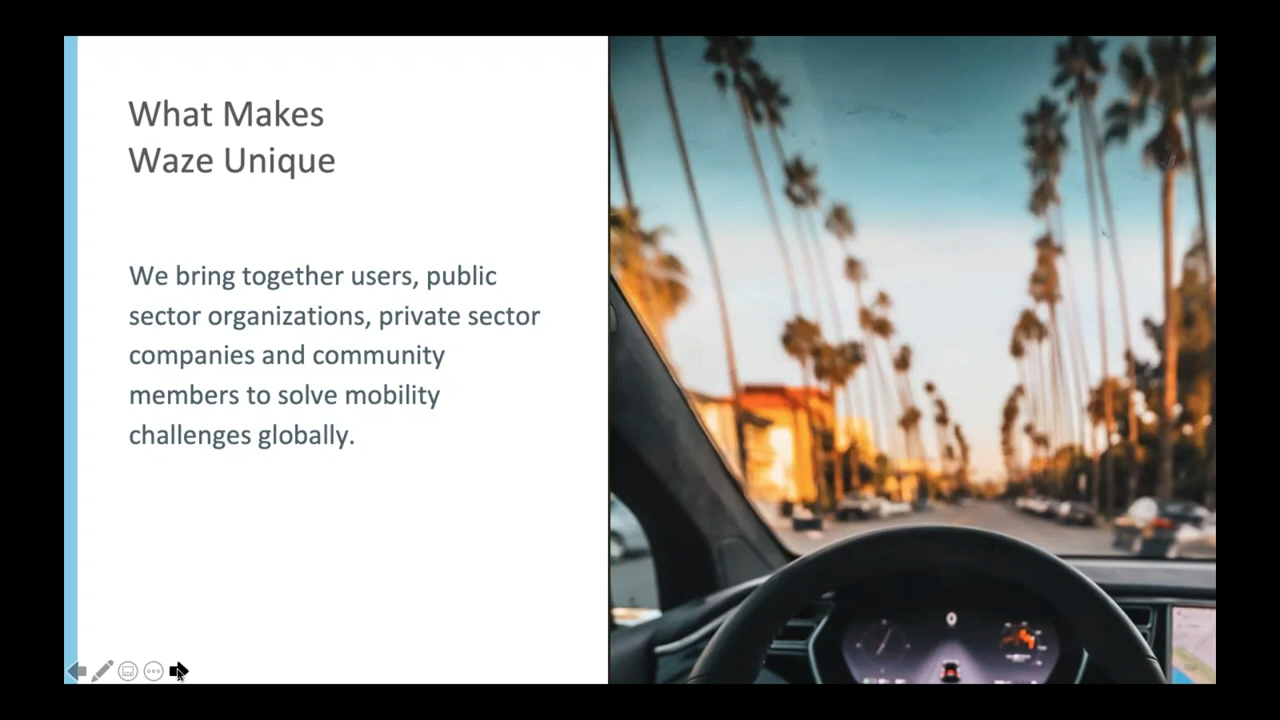 What Makes
Waze Unique
We bring together users, public
sector organizations, private sector
companies and community
members to solve mobility
challenges globally.